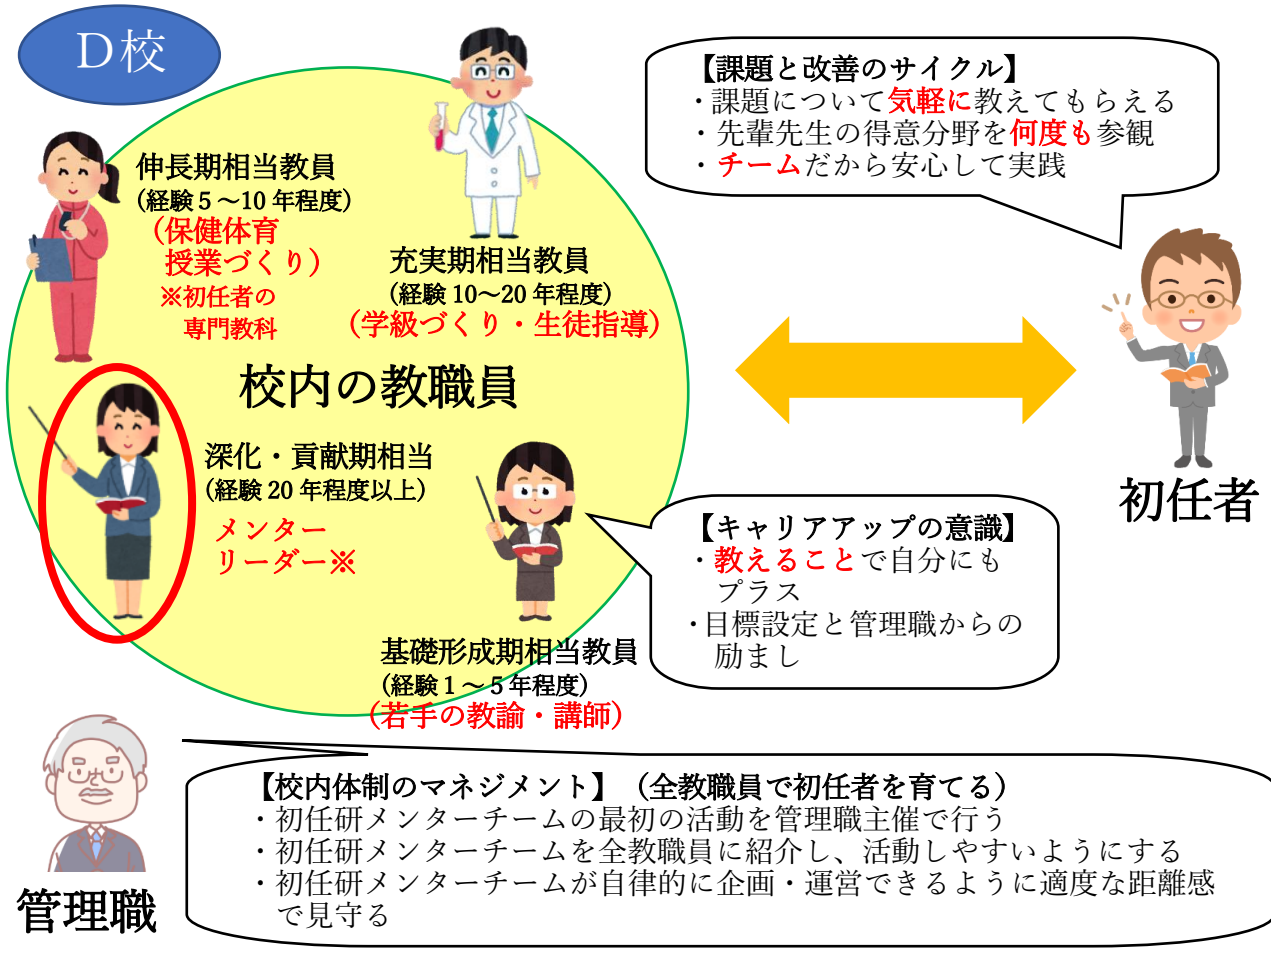 D校
【課題と改善のサイクル】
・課題について気軽に教えてもらえる
・先輩先生の得意分野を何度も参観
・チームだから安心して実践
伸長期相当教員
(経験５～10 年程度)
（保健体育
授業づくり）
※初任者の
専門教科
充実期相当教員
(経験 10～20 年程度)
（学級づくり・生徒指導）
校内の教職員
深化・貢献期相当
(経験 20 年程度以上)
メンター
リーダー※
初任者
【キャリアアップの意識】
・教えることで自分にも
プラス
・目標設定と管理職からの
励まし
基礎形成期相当教員
(経験１～５年程度)
（若手の教諭・講師）
【校内体制のマネジメント】（全教職員で初任者を育てる）
・初任研メンターチームの最初の活動を管理職主催で行う
・初任研メンターチームを全教職員に紹介し、活動しやすいようにする
・初任研メンターチームが自律的に企画・運営できるように適度な距離感
で見守る
管理職